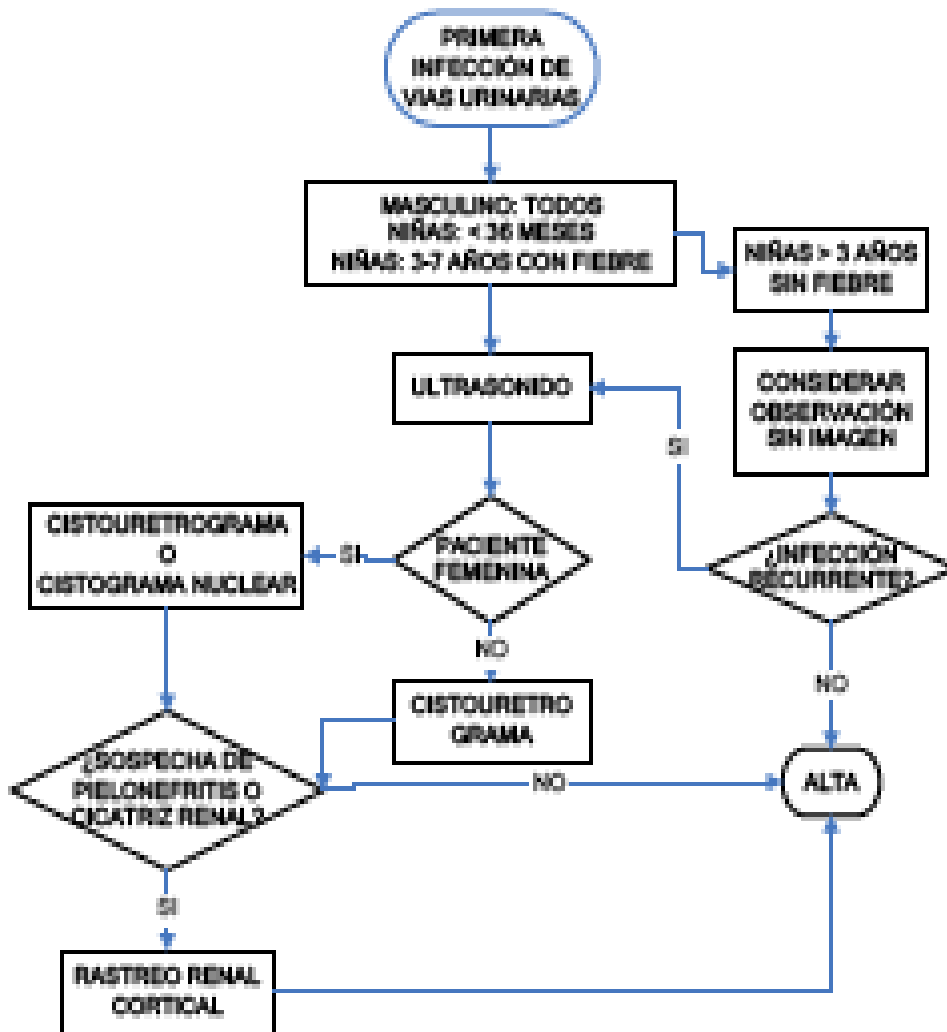 PRIMERA
INFECCIÓN DE
VIAS URINARIAS
MASCULINO: TODOS
NIÑAS: < 36 MESES
NIÑAS: 3-7 AÑOS CON FIEBRE
NIÑAS > 3 AÑOS
SIN FIEBRE
ULTRASONIDO
CONSIDERAR
OBSERVACIÓN
SIN IMAGEN
SI
CISTOURETROGRAMA
O
CISTOGRAMA NUCLEAR
SI
PACIENTE
FEMENINA
¿INFECCIÓN
RECURRENTE?
NO
NO
CISTOURETRO
GRAMA
¿SOSPECHA DE
PIELONEFRITIS O
CICATRIZ RENAL?
NO
ALTA
SI
RASTREO RENAL
CORTICAL